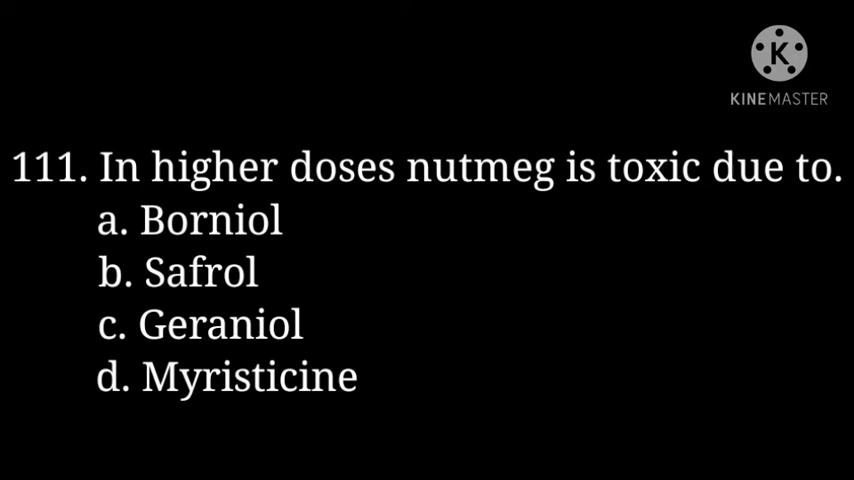 K
KINEMASTER
111. In higher doses nutmeg is toxic due to.
a. Borniol
b. Safrol
c. Geraniol
d. Myristicine